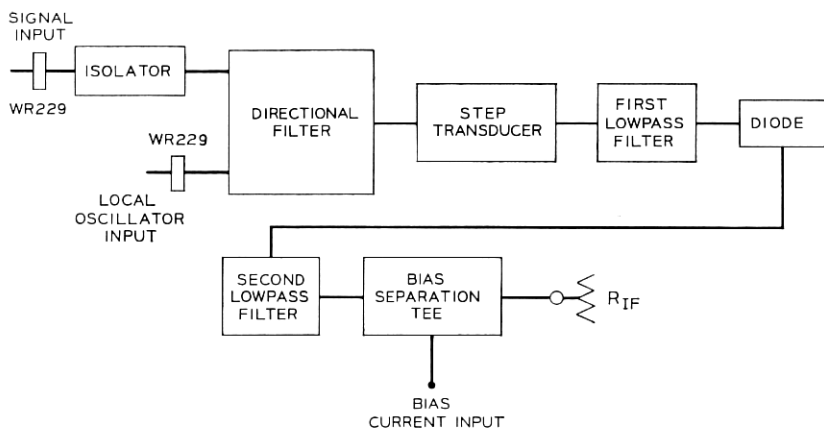 SIGNAL
INPUT
WR229
ISOLATOR
WR229
LOCAL
OSCILLATOR
INPUT
DIRECTIONAL
FILTER
STEP
TRANSDUCER
FIRST
LOWPASS
FILTER
DIODE
SECOND
LOWPASS
FILTER
BIAS
SEPARATION
TEE
RIF
BIAS
CURRENT INPUT